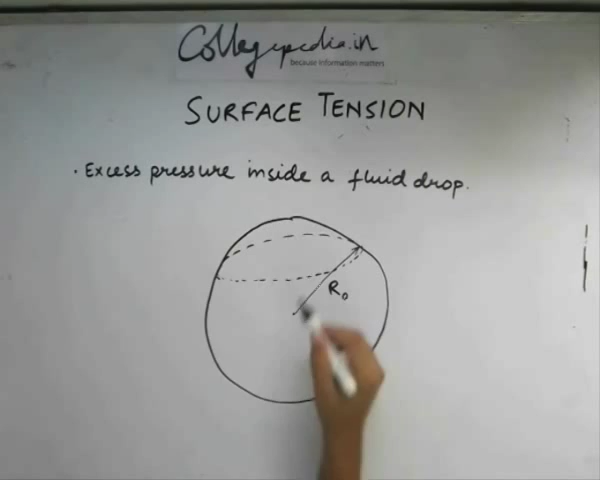 Collegepedia.in
because information matters
SURFACE TENSION
· Excess pressure inside a fluid drop.
R₀